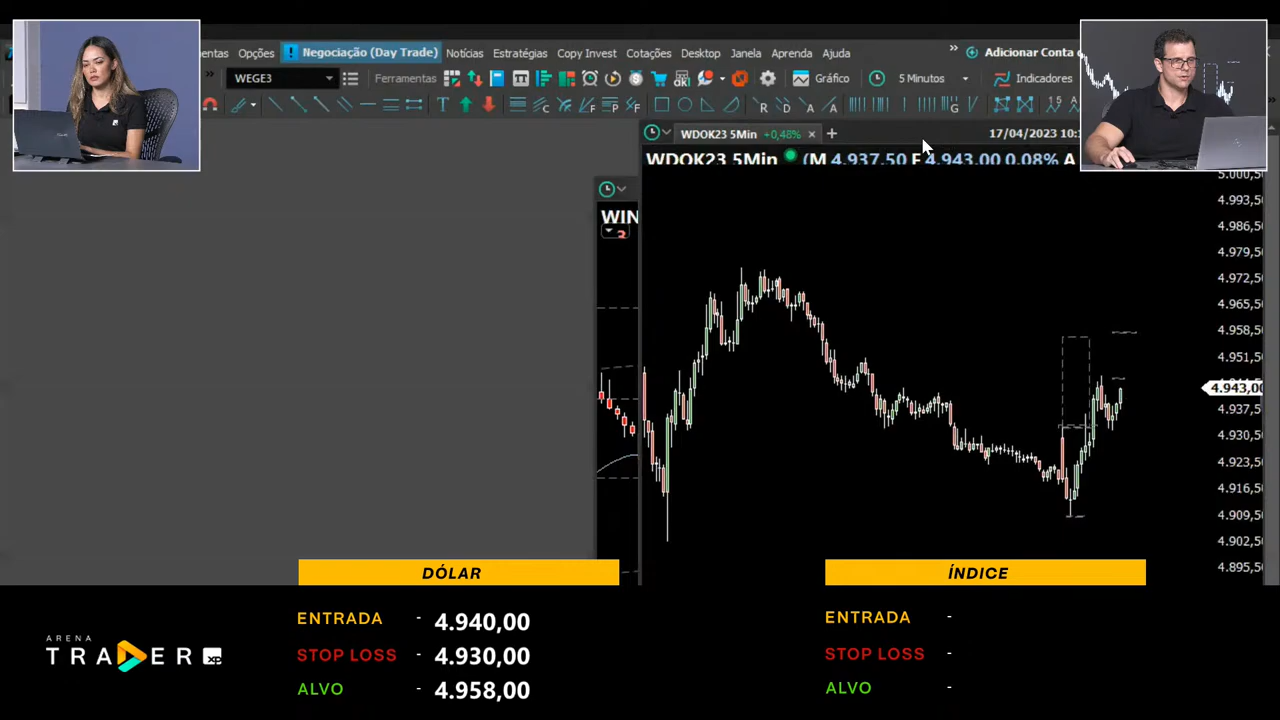 entas Opções Negociação (Day Trade) Notícias Estratégias Copy Invest Cotações Desktop Janela Aprenda Ajuda » Adicionar Conta
» WEGE3 Ferramentas Gráfico 5 Minutos Indicadores
WDOK23 5Min +0,48% × + 17/04/2023 10:
WDOK23 5Min (M 4.937.50 F 4.943.00 0.08% A
5.000,50
4.993,5
4.986,5
4.979,5
4.972,5
4.965,5
4.958,5
4.951,5
4.943,00
4.937,5
4.930,5
4.923,5
4.916,5
4.909,5
4.902,5
4.895,5
WIN
DÓLAR
ENTRADA - 4.940,00
STOP LOSS - 4.930,00
ALVO - 4.958,00
ÍNDICE
ENTRADA -
STOP LOSS -
ALVO -
ARENA
TRADER xp